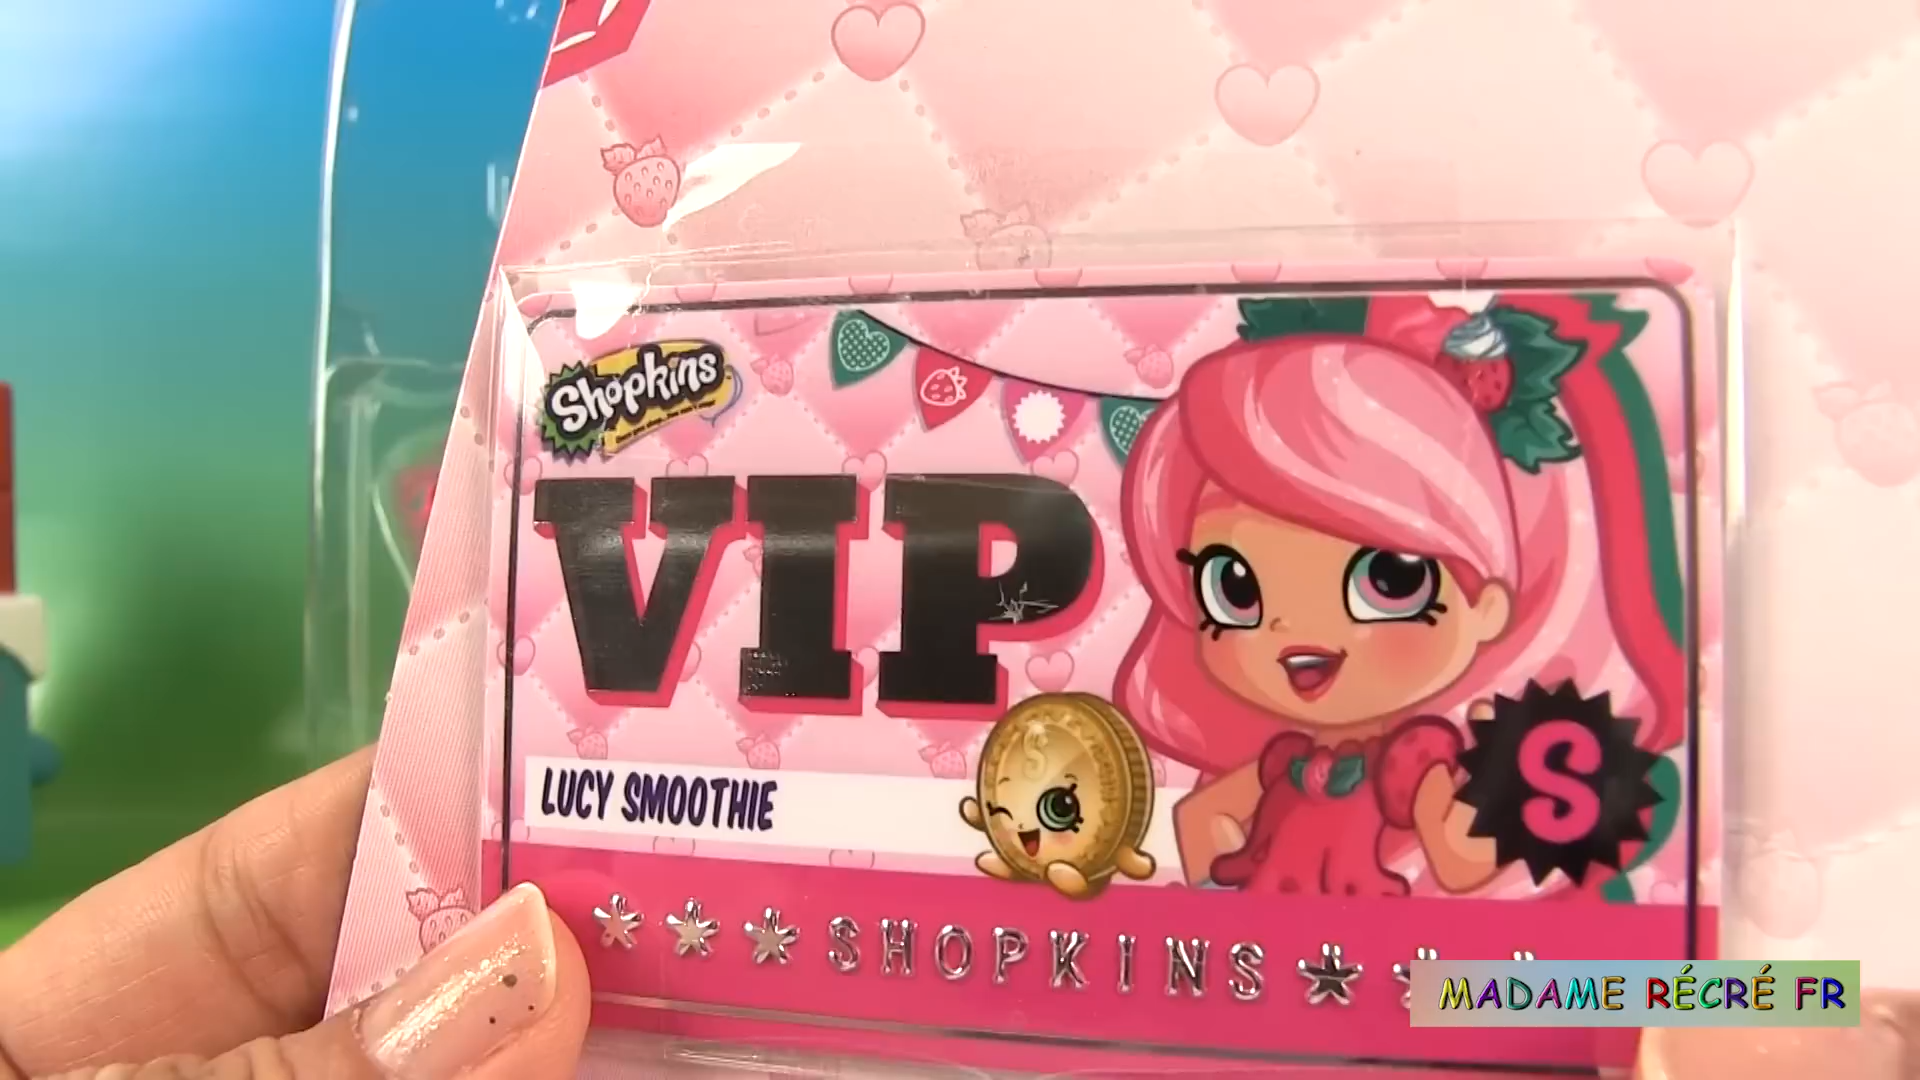 Shopkins
VIP
LUCY SMOOTHIE
S
S
SHOPKINS
MADAME RÉCRÉ FR